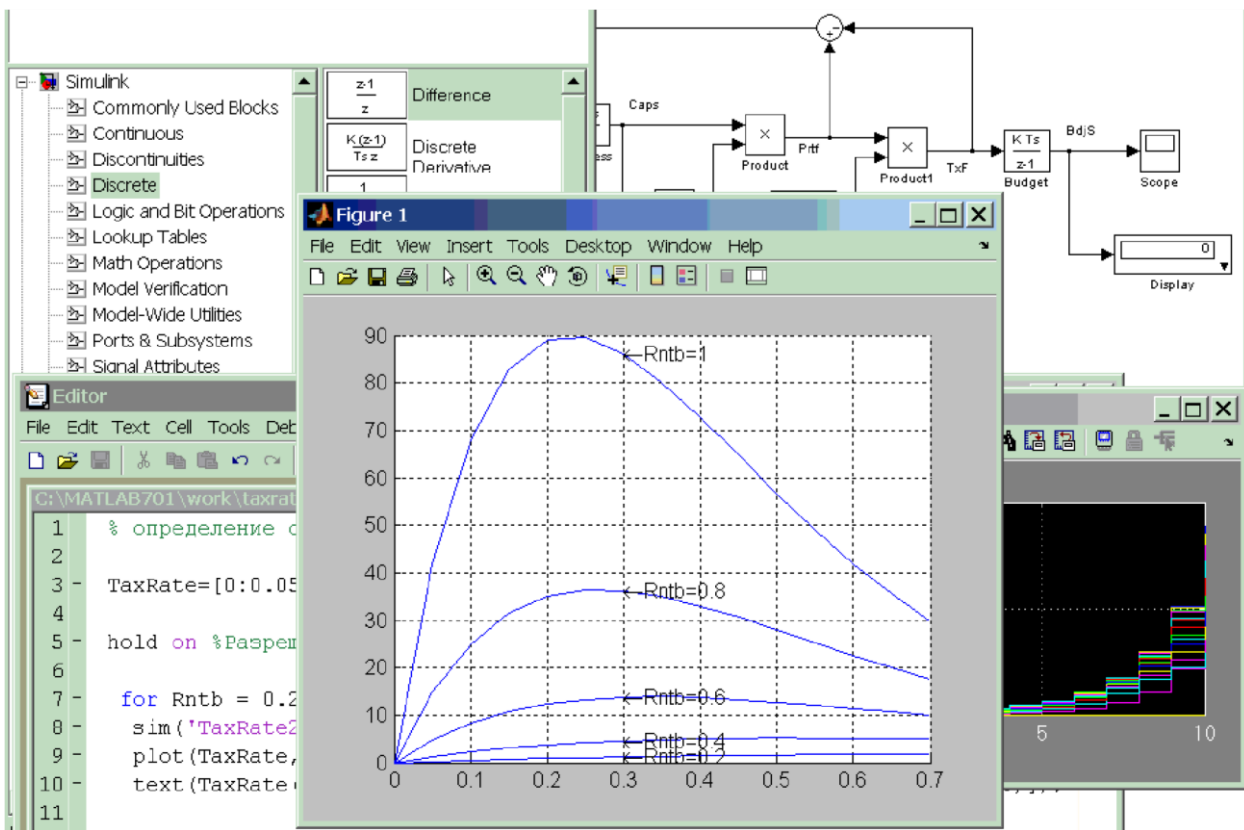 Simulink
Commonly Used Blocks
Continuous
Discontinuities
Discrete
Logic and Bit Operations
Lookup Tables
Math Operations
Model Verification
Model-Wide Utilities
Ports & Subsystems
Signal Attributes
z-1
z
Difference
K (z-1)
Ts z
Discrete
Derivative
1
Caps
ess
×
Product
Prtf
×
Product1
TxF
K Ts
z-1
Budget
BdjS
Scope
0
Display
Figure 1
File Edit View Insert Tools Desktop Window Help
90
80
70
60
50
40
30
20
10
0
Rntb=1
Rntb=0.8
Rntb=0.6
Rntb=0.4
Rntb=0.2
0 0.1 0.2 0.3 0.4 0.5 0.6 0.7
Editor
File Edit Text Cell Tools Deb
C:\MATLAB701\work\taxrat
1 % определение
2
3 - TaxRate=[0:0.05
4
5 - hold on %Разреш
6
7 - for Rntb = 0.2
8 - sim('TaxRate2
9 - plot(TaxRate,
10 - text(TaxRate
11
5 10